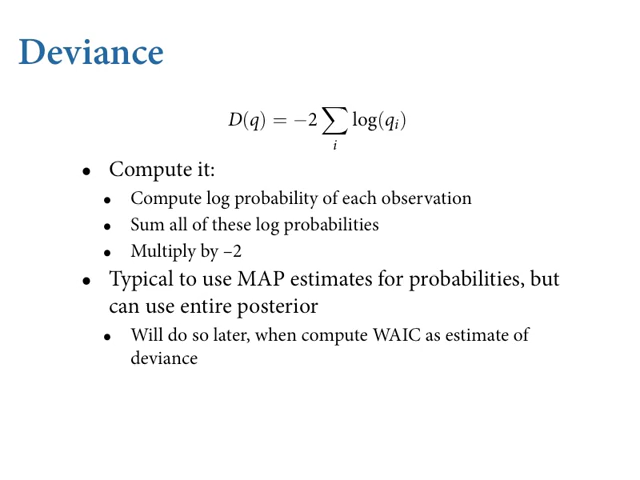 Deviance
D(q) = −2 ∑ log(qᵢ)
i
• Compute it:
• Compute log probability of each observation
• Sum all of these log probabilities
• Multiply by –2
• Typical to use MAP estimates for probabilities, but
can use entire posterior
• Will do so later, when compute WAIC as estimate of
deviance